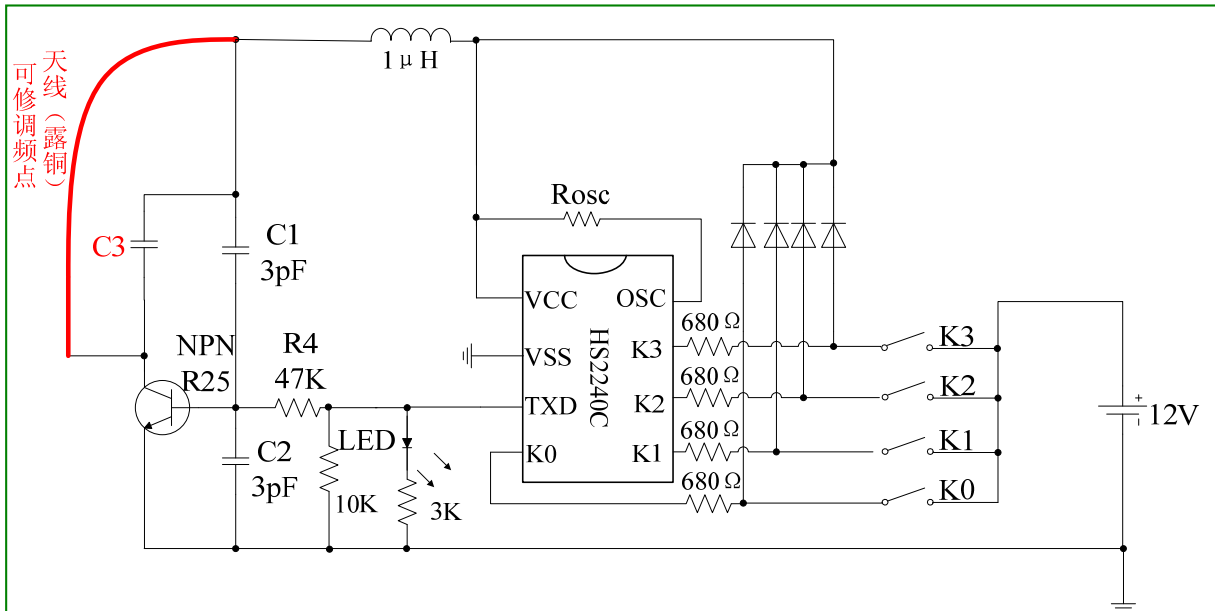 天线（露铜）
可修调频点
1μH
Rosc
C3
C1
3pF
VCC
OSC
HS2240C
680Ω
NPN
R25
R4
47K
VSS
K3
K3
680Ω
K2
K2
TXD
12V
LED
C2
3pF
K0
K1
680Ω
K1
680Ω
K0
10K
3K